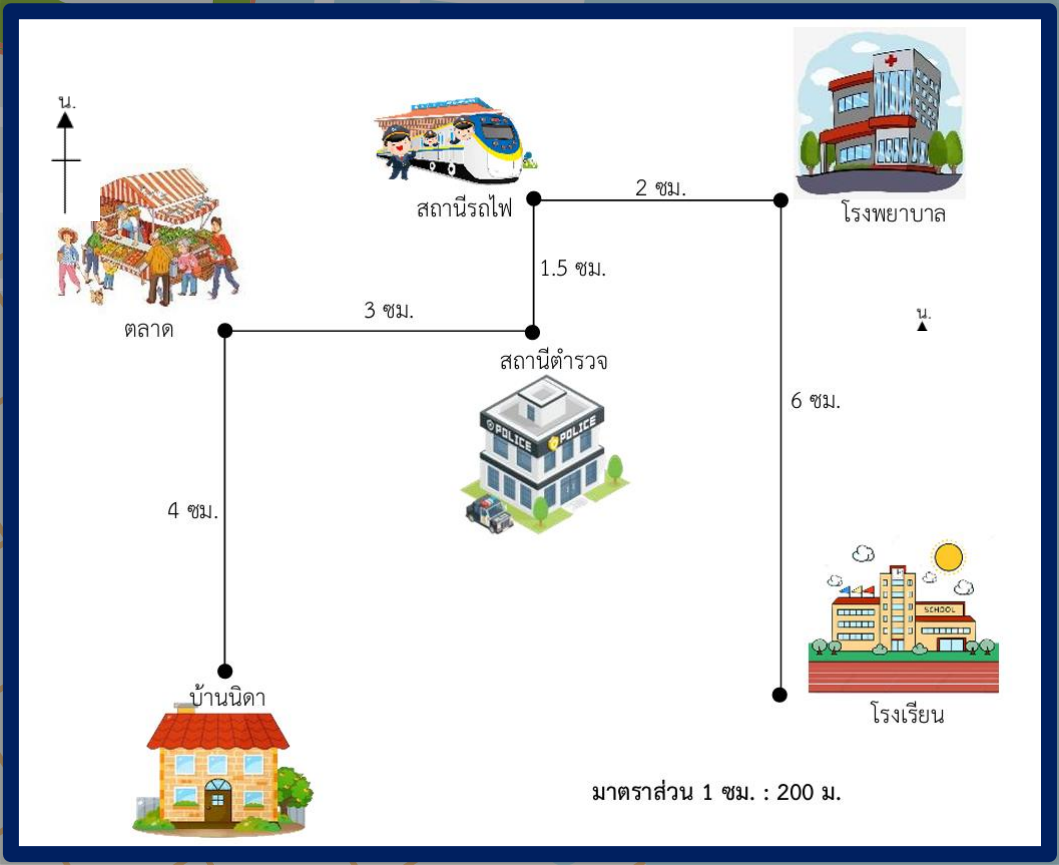 น.
สถานีรถไฟ
2 ซม.
โรงพยาบาล
1.5 ซม.
ตลาด
3 ซม.
น.
สถานีตำรวจ
POLICE
POLICE
6 ซม.
4 ซม.
SCHOOL
บ้านนิดา
โรงเรียน
มาตราส่วน 1 ซม. : 200 ม.